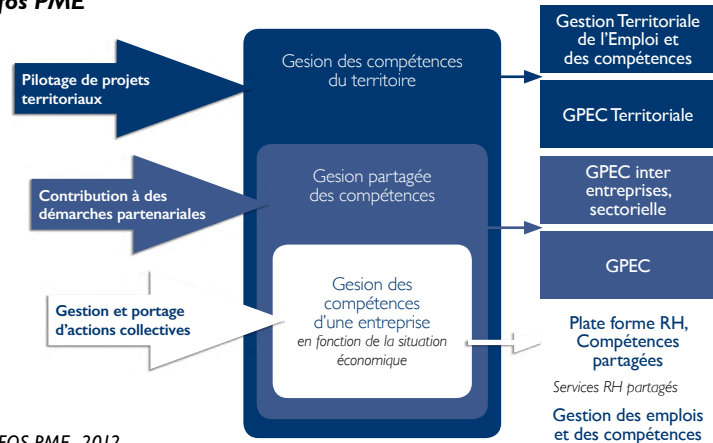 fos PME
Pilotage de projets
territoriaux
Contribution à des
démarches partenariales
Gestion et portage
d'actions collectives
Gesion des compétences
du territoire
Gesion partagée
des compétences
Gesion des
compétences
d'une entreprise
en fonction de la situation
économique
Gestion Territoriale
de l'Emploi et
des compétences
GPEC Territoriale
GPEC inter
entreprises,
sectorielle
GPEC
Plate forme RH,
Compétences
partagées
Services RH partagés
Gestion des emplois
et des compétences
FOS PME, 2012